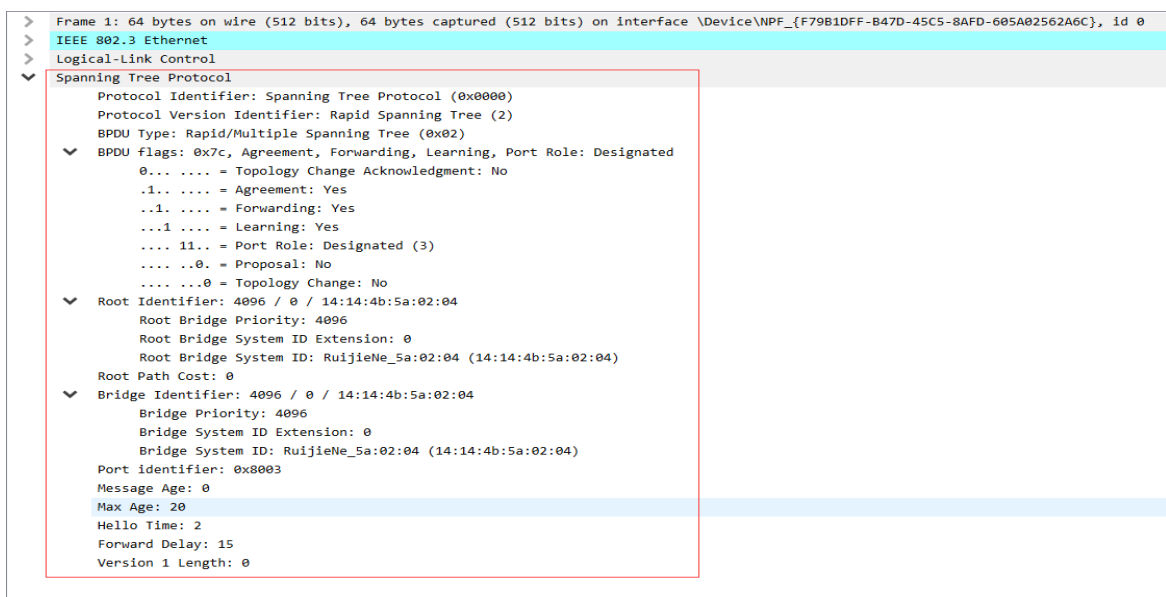 Frame 1: 64 bytes on wire (512 bits), 64 bytes captured (512 bits) on interface \Device\NPF_{F79B1DFF-B47D-45C5-8AFD-605A02562A6C}, id 0
IEEE 802.3 Ethernet
Logical-Link Control
Spanning Tree Protocol
Protocol Identifier: Spanning Tree Protocol (0x0000)
Protocol Version Identifier: Rapid Spanning Tree (2)
BPDU Type: Rapid/Multiple Spanning Tree (0x02)
BPDU flags: 0x7c, Agreement, Forwarding, Learning, Port Role: Designated
0... .... = Topology Change Acknowledgment: No
.1.. .... = Agreement: Yes
..1. .... = Forwarding: Yes
...1 .... = Learning: Yes
.... 11.. = Port Role: Designated (3)
.... ..0. = Proposal: No
.... ...0 = Topology Change: No
Root Identifier: 4096 / 0 / 14:14:4b:5a:02:04
Root Bridge Priority: 4096
Root Bridge System ID Extension: 0
Root Bridge System ID: RuijieNe_5a:02:04 (14:14:4b:5a:02:04)
Root Path Cost: 0
Bridge Identifier: 4096 / 0 / 14:14:4b:5a:02:04
Bridge Priority: 4096
Bridge System ID Extension: 0
Bridge System ID: RuijieNe_5a:02:04 (14:14:4b:5a:02:04)
Port identifier: 0x8003
Message Age: 0
Max Age: 20
Hello Time: 2
Forward Delay: 15
Version 1 Length: 0